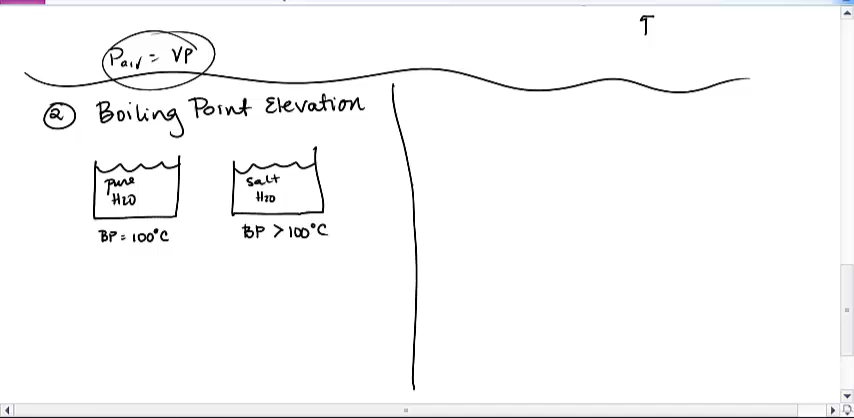 T
Pair = VP
② Boiling Point Elevation
pure
H2O
salt
H2O
BP = 100°C
BP > 100°C